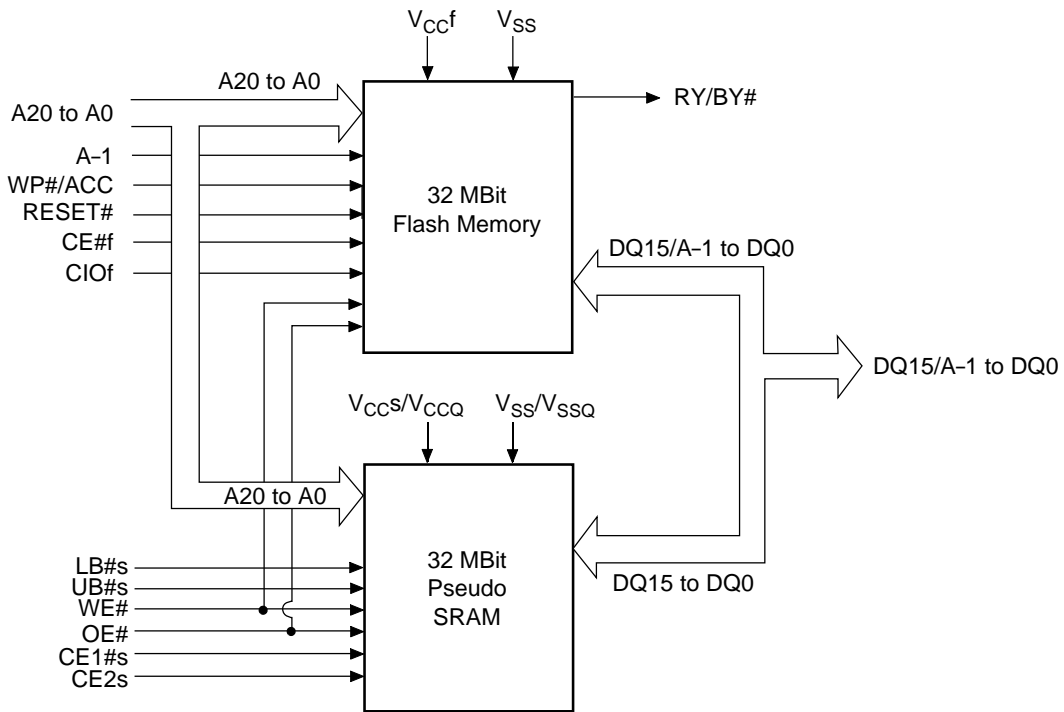 VCCf
VSS
A20 to A0
A20 to A0
RY/BY#
A–1
WP#/ACC
RESET#
CE#f
CIOf
32 MBit
Flash Memory
DQ15/A–1 to DQ0
DQ15/A–1 to DQ0
VCCs/VCCQ
VSS/VSSQ
A20 to A0
32 MBit
Pseudo
SRAM
DQ15 to DQ0
LB#s
UB#s
WE#
OE#
CE1#s
CE2s